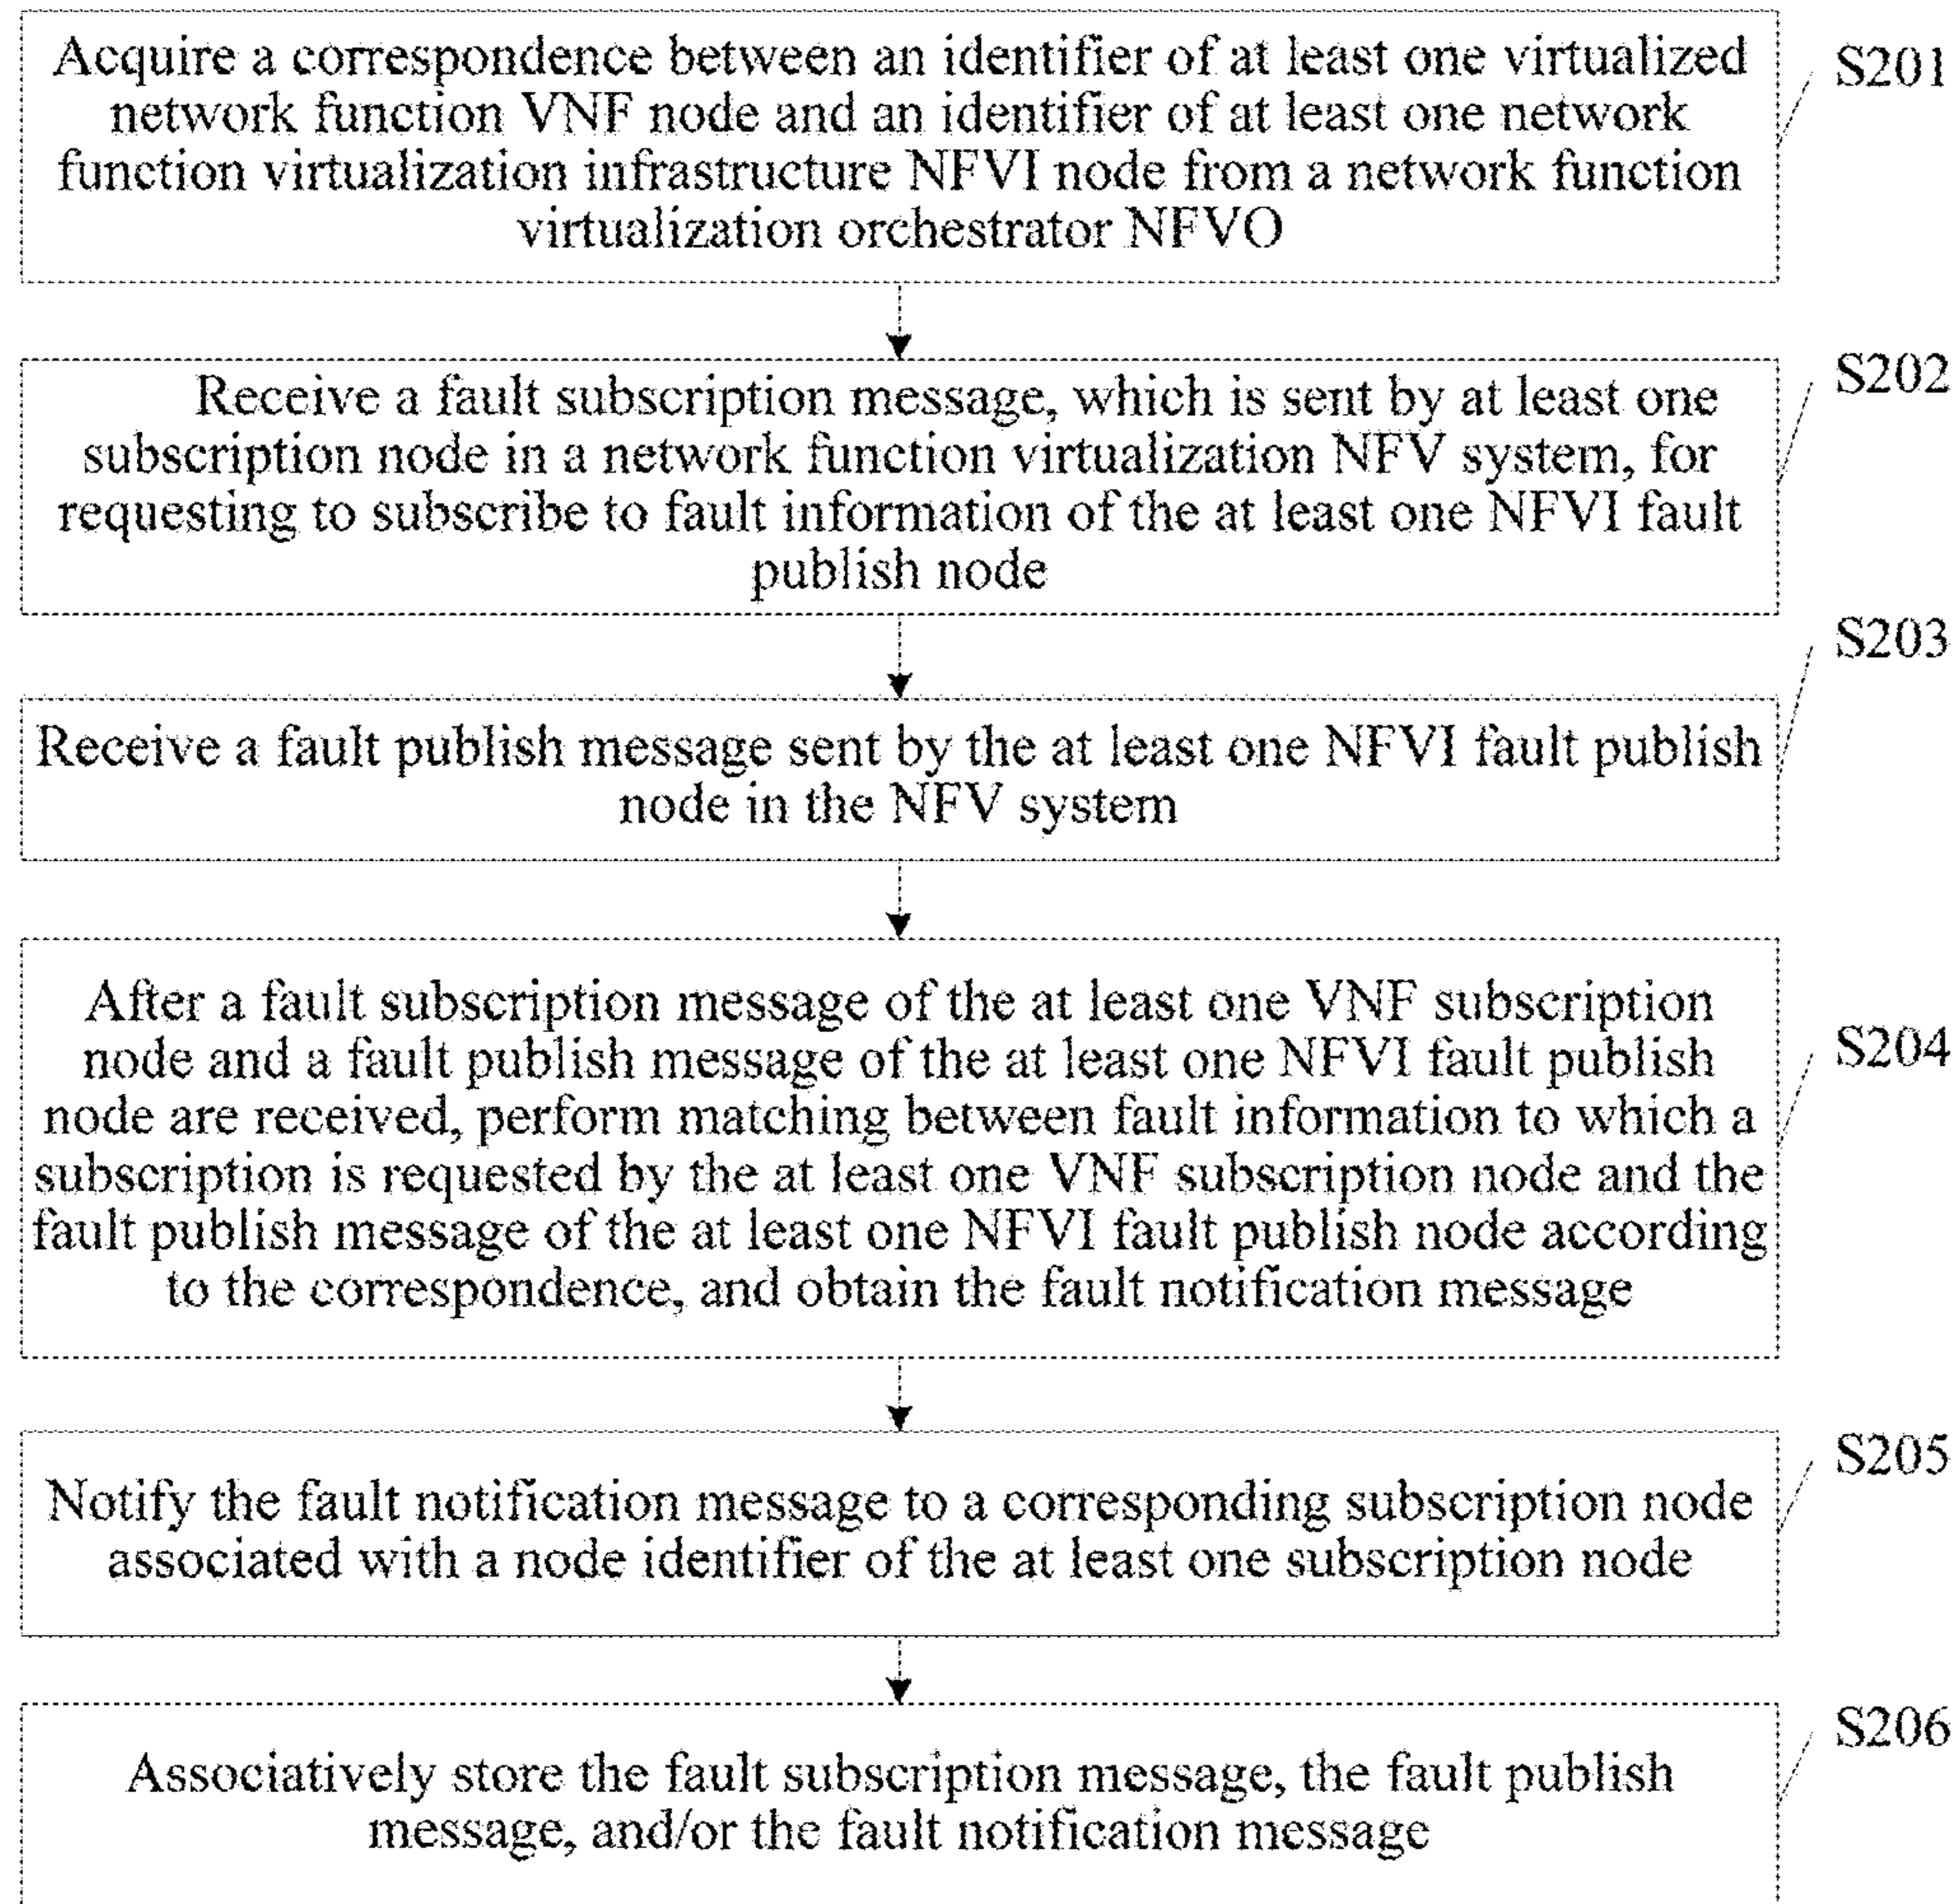 Acquire a correspondence between an identifier of at least one virtualized
network function VNF node and an identifier of at least one network
function virtualization infrastructure NFVI node from a network function
virtualization orchestrator NFVO
S201
Receive a fault subscription message, which is sent by at least one
subscription node in a network function virtualization NFV system, for
requesting to subscribe to fault information of the at least one NFVI fault
publish node
S202
Receive a fault publish message sent by the at least one NFVI fault publish
node in the NFV system
S203
After a fault subscription message of the at least one VNF subscription
node and a fault publish message of the at least one NFVI fault publish
node are received, perform matching between fault information to which a
subscription is requested by the at least one VNF subscription node and the
fault publish message of the at least one NFVI fault publish node according
to the correspondence, and obtain the fault notification message
S204
Notify the fault notification message to a corresponding subscription node
associated with a node identifier of the at least one subscription node
S205
Associatively store the fault subscription message, the fault publish
message, and/or the fault notification message
S206